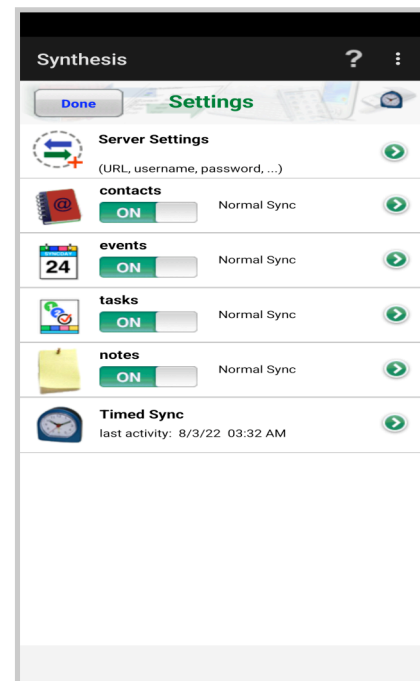 Synthesis ?
Done Settings
Server Settings
(URL, username, password, ...)
contacts
ON Normal Sync
events
24
ON Normal Sync
tasks
ON Normal Sync
notes
ON Normal Sync
Timed Sync
last activity: 8/3/22 03:32 AM